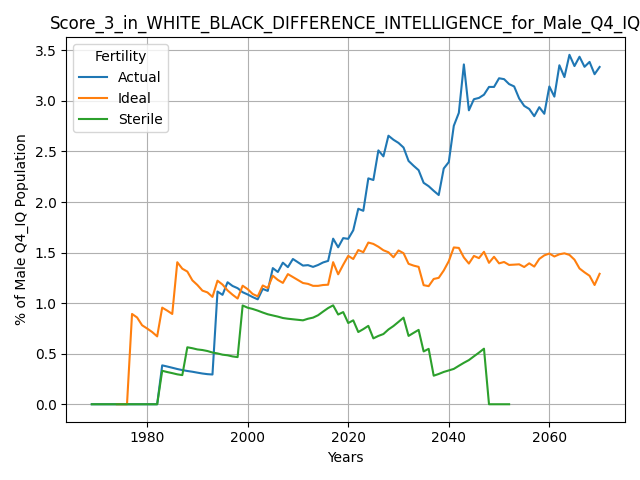 Score_3_in_WHITE_BLACK_DIFFERENCE_INTELLIGENCE_for_Male_Q4_IQ
Fertility
Actual
Ideal
Sterile
% of Male Q4_IQ Population
3.5
3.0
2.5
2.0
1.5
1.0
0.5
0.0
1980 2000 2020 2040 2060
Years